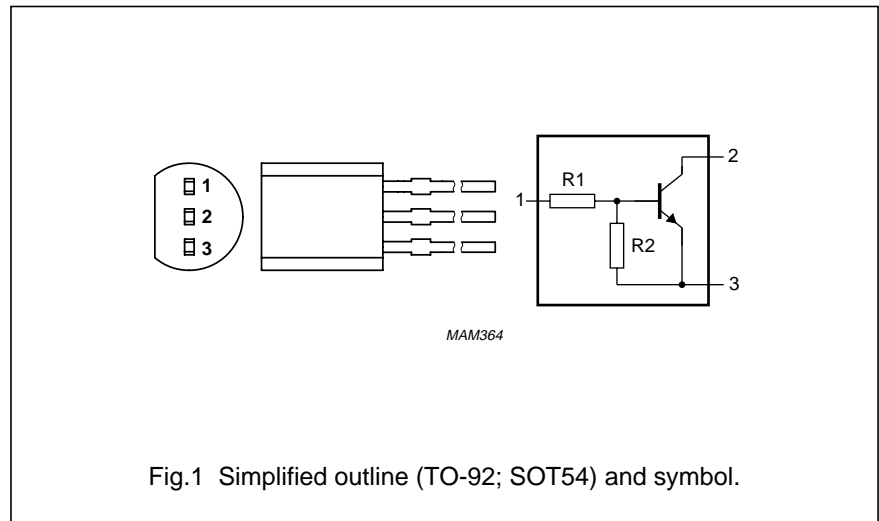 1
2
3
1
R1
R2
2
3
MAM364
Fig.1 Simplified outline (TO-92; SOT54) and symbol.